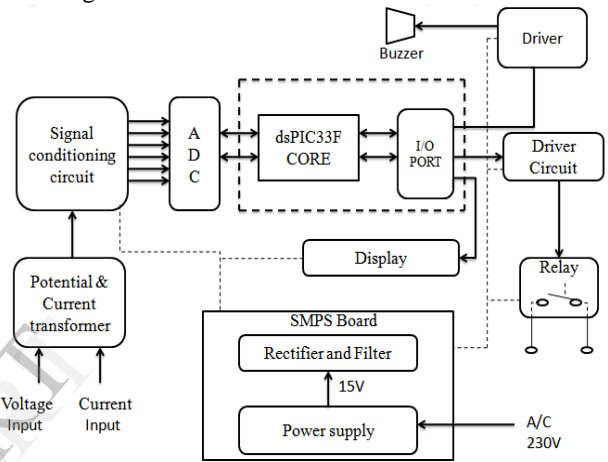 Driver
Buzzer
Signal
conditioning
circuit
A
D
C
dsPIC33F
CORE
I/O
PORT
Driver
Circuit
Display
Relay
Potential &
Current
transformer
SMPS Board
Rectifier and Filter
15V
Power supply
Voltage
Input
Current
Input
A/C
230V